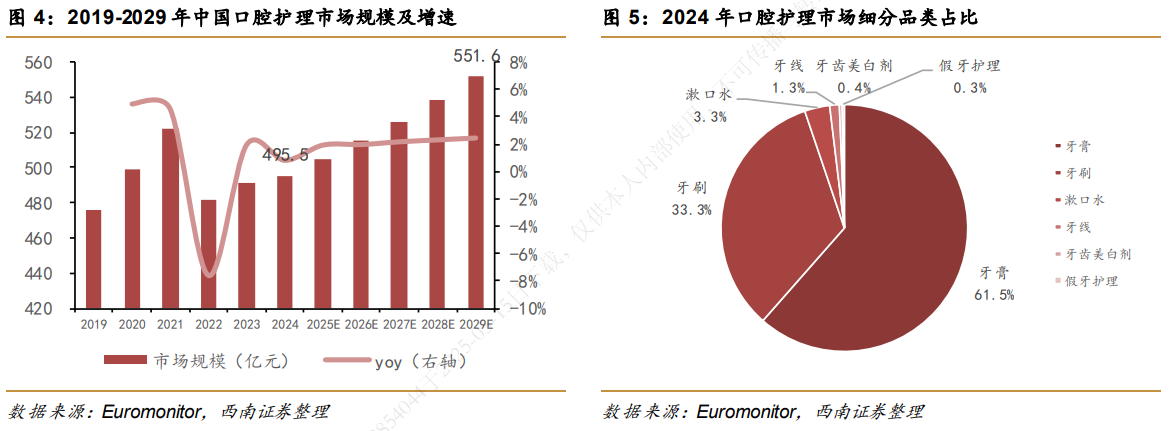 图 4：2019-2029 年中国口腔护理市场规模及增速
560
540
520
500
480
460
440
420
551.6
495.5
8%
6%
4%
2%
0%
-2%
-4%
-6%
-8%
-10%
2019 2020 2021 2022 2023 2024 2025E 2026E 2027E 2028E 2029E
市场规模（亿元） yoy（右轴）
数据来源：Euromonitor，西南证券整理
图 5：2024 年口腔护理市场细分品类占比
牙膏
61.5%
牙刷
33.3%
漱口水
3.3%
牙线
1.3%
牙齿美白剂
0.4%
假牙护理
0.3%
牙膏
牙刷
漱口水
牙线
牙齿美白剂
假牙护理
数据来源：Euromonitor，西南证券整理